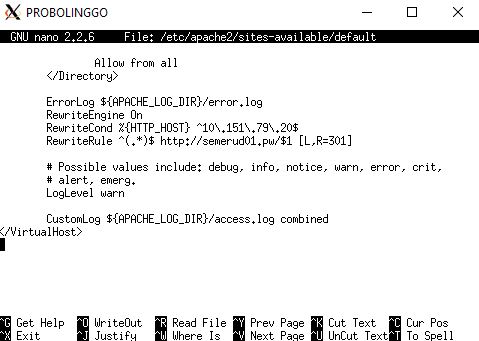 PROBOLINGGO
GNU nano 2.2.6 File: /etc/apache2/sites-available/default
Allow from all
</Directory>
ErrorLog ${APACHE_LOG_DIR}/error.log
RewriteEngine On
RewriteCond %{HTTP_HOST} ^10\.151\.79\.20$
RewriteRule ^(.*)$ http://semerud01.pw/$1 [L,R=301]
# Possible values include: debug, info, notice, warn, error, crit,
# alert, emerg.
LogLevel warn
CustomLog ${APACHE_LOG_DIR}/access.log combined
</VirtualHost>
^G Get Help ^O WriteOut ^R Read File ^Y Prev Page ^K Cut Text ^C Cur Pos
^X Exit ^J Justify ^W Where Is ^V Next Page ^U UnCut Text ^T To Spell